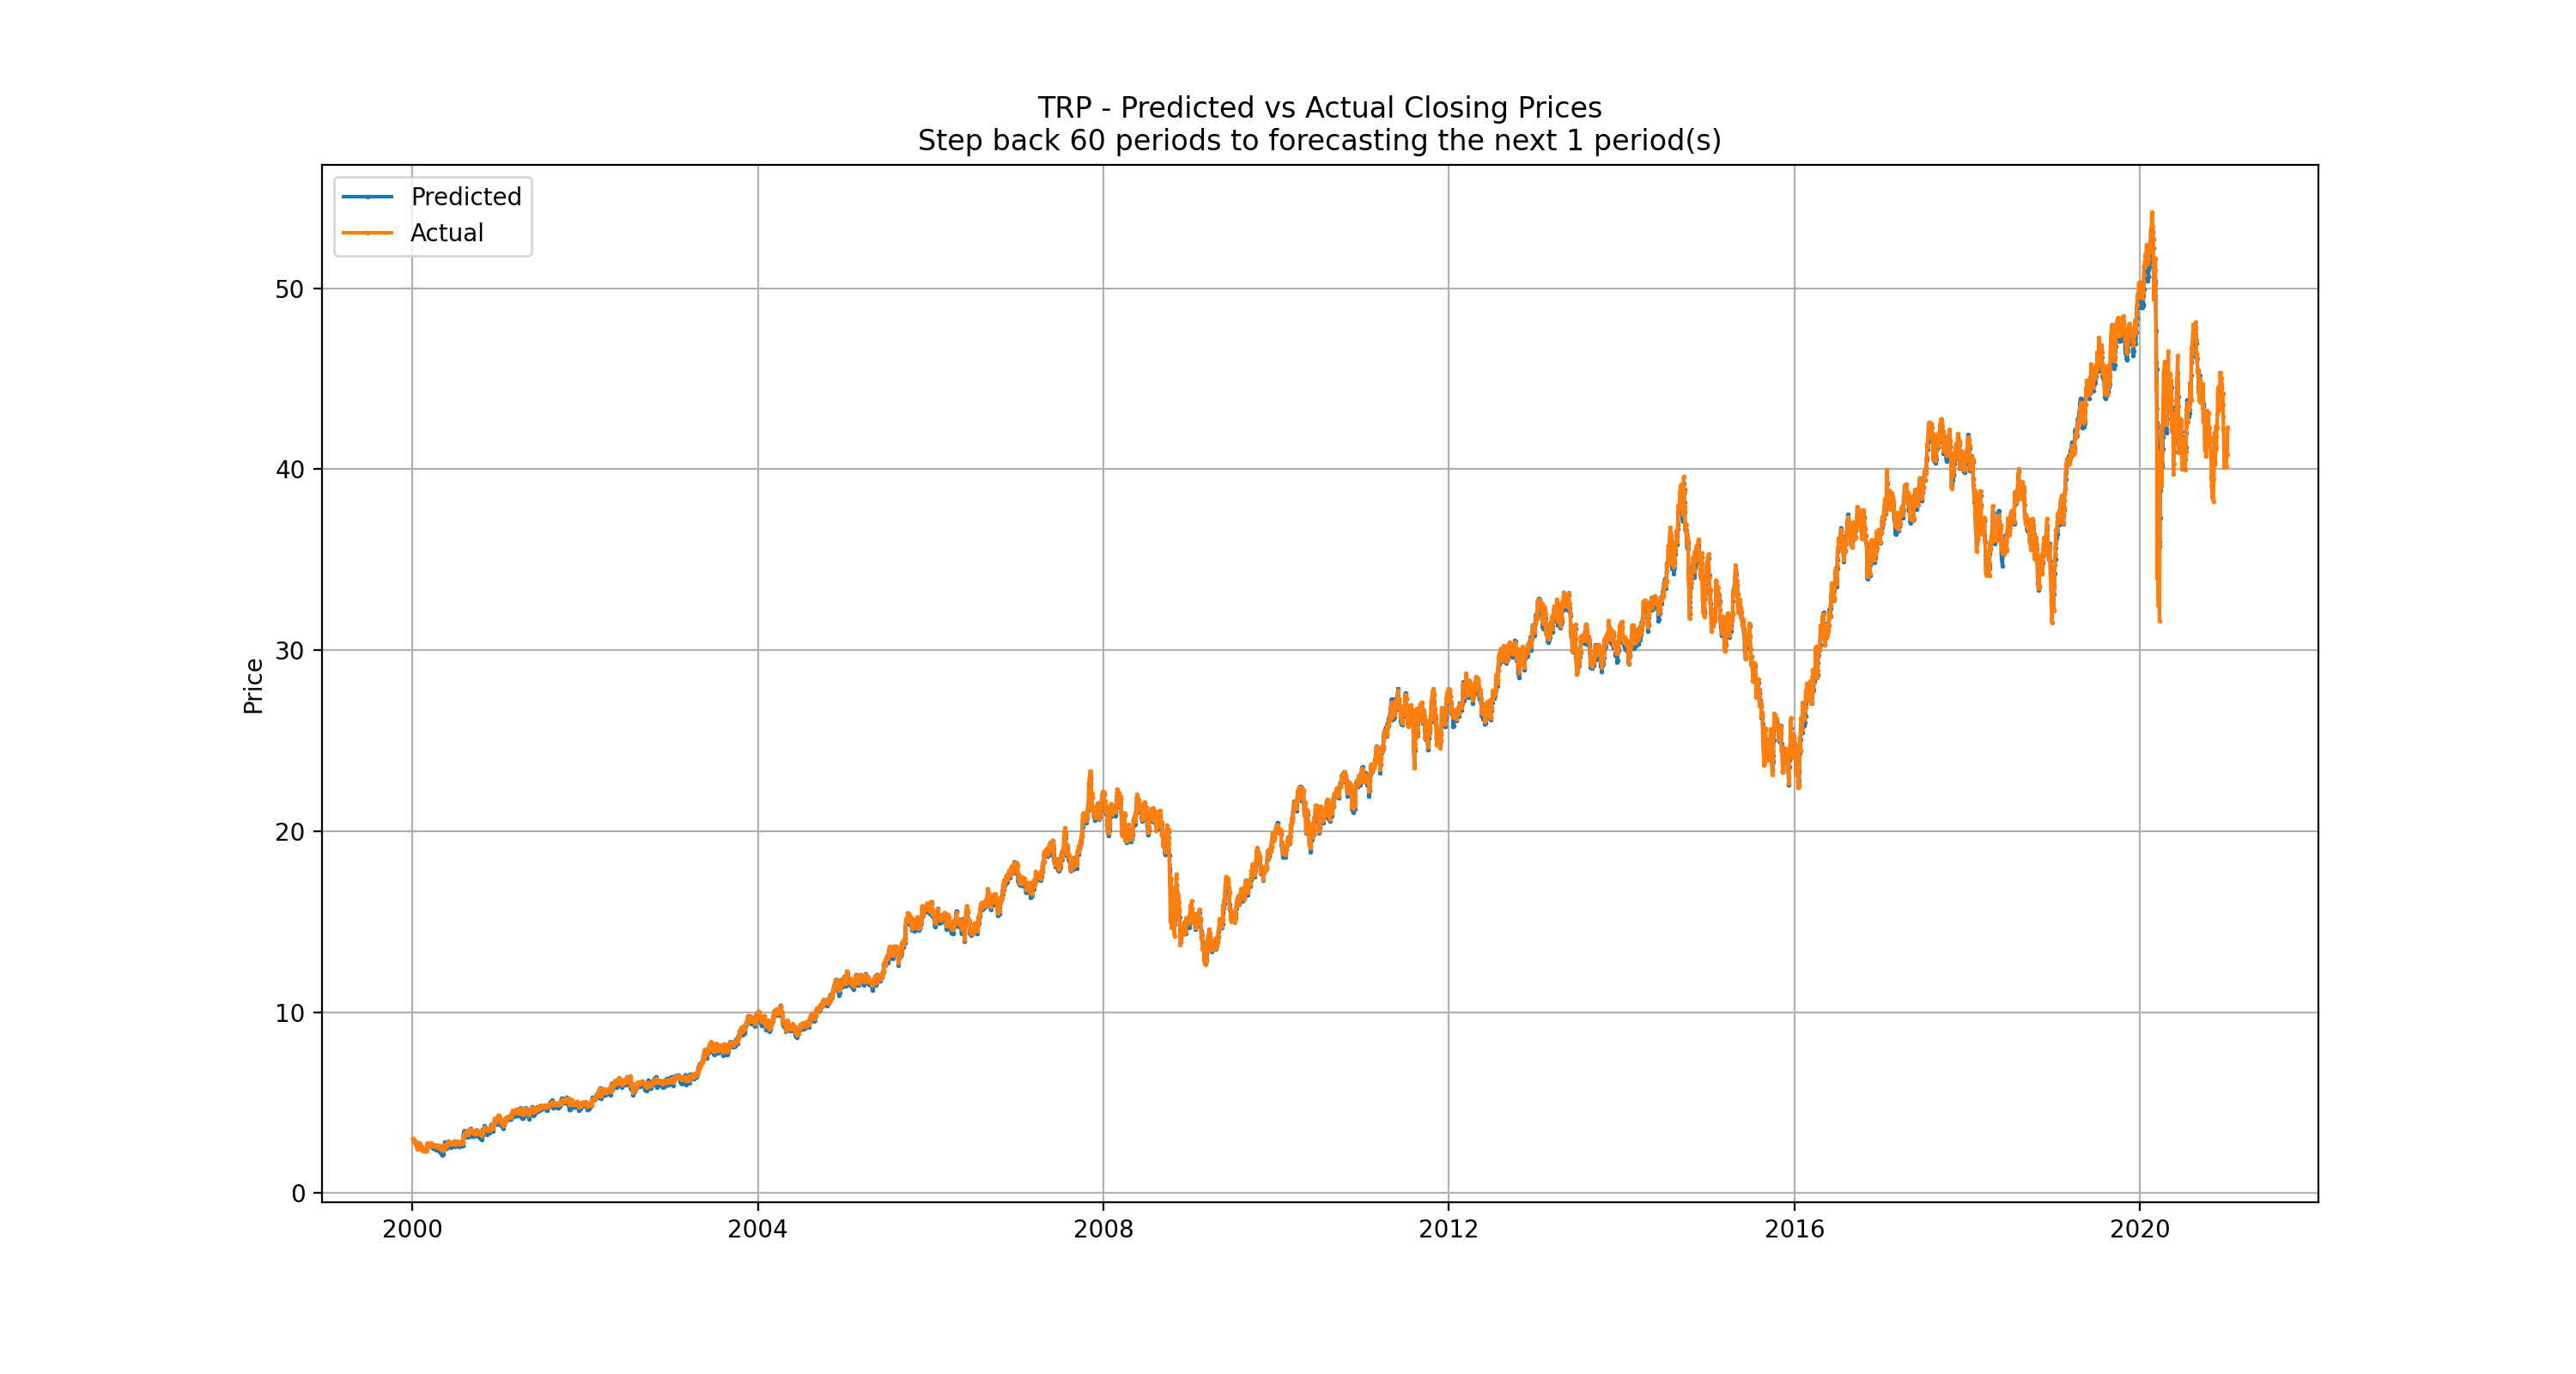 TRP - Predicted vs Actual Closing Prices
Step back 60 periods to forecasting the next 1 period(s)
Predicted
Actual
Price
50
40
30
20
10
0
2000 2004 2008 2012 2016 2020